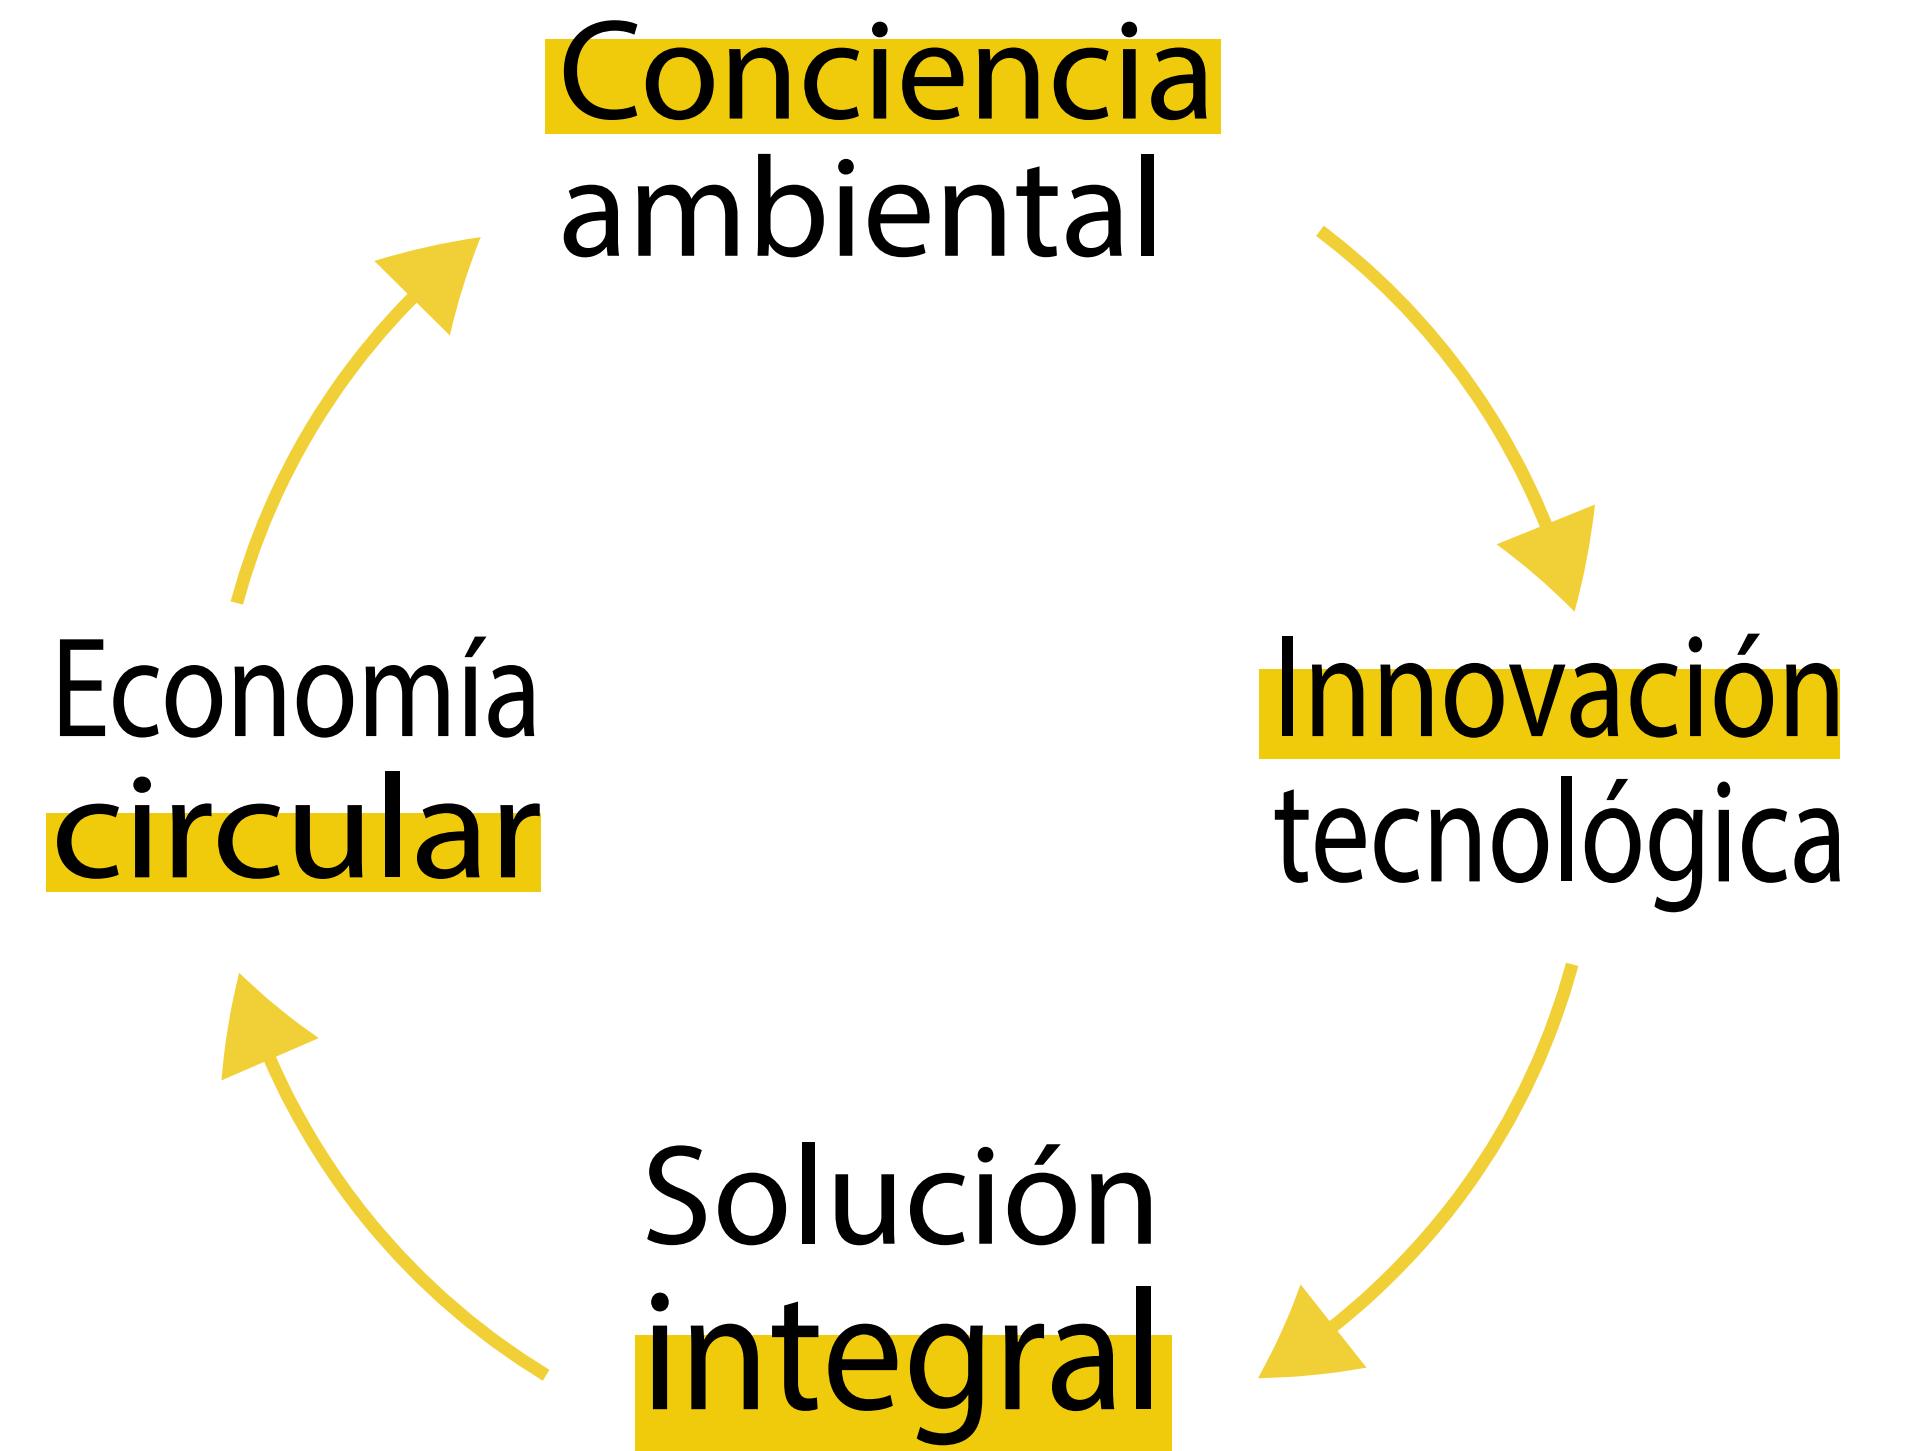 Conciencia
ambiental
Innovación
tecnológica
Solución
integral
Economía
circular